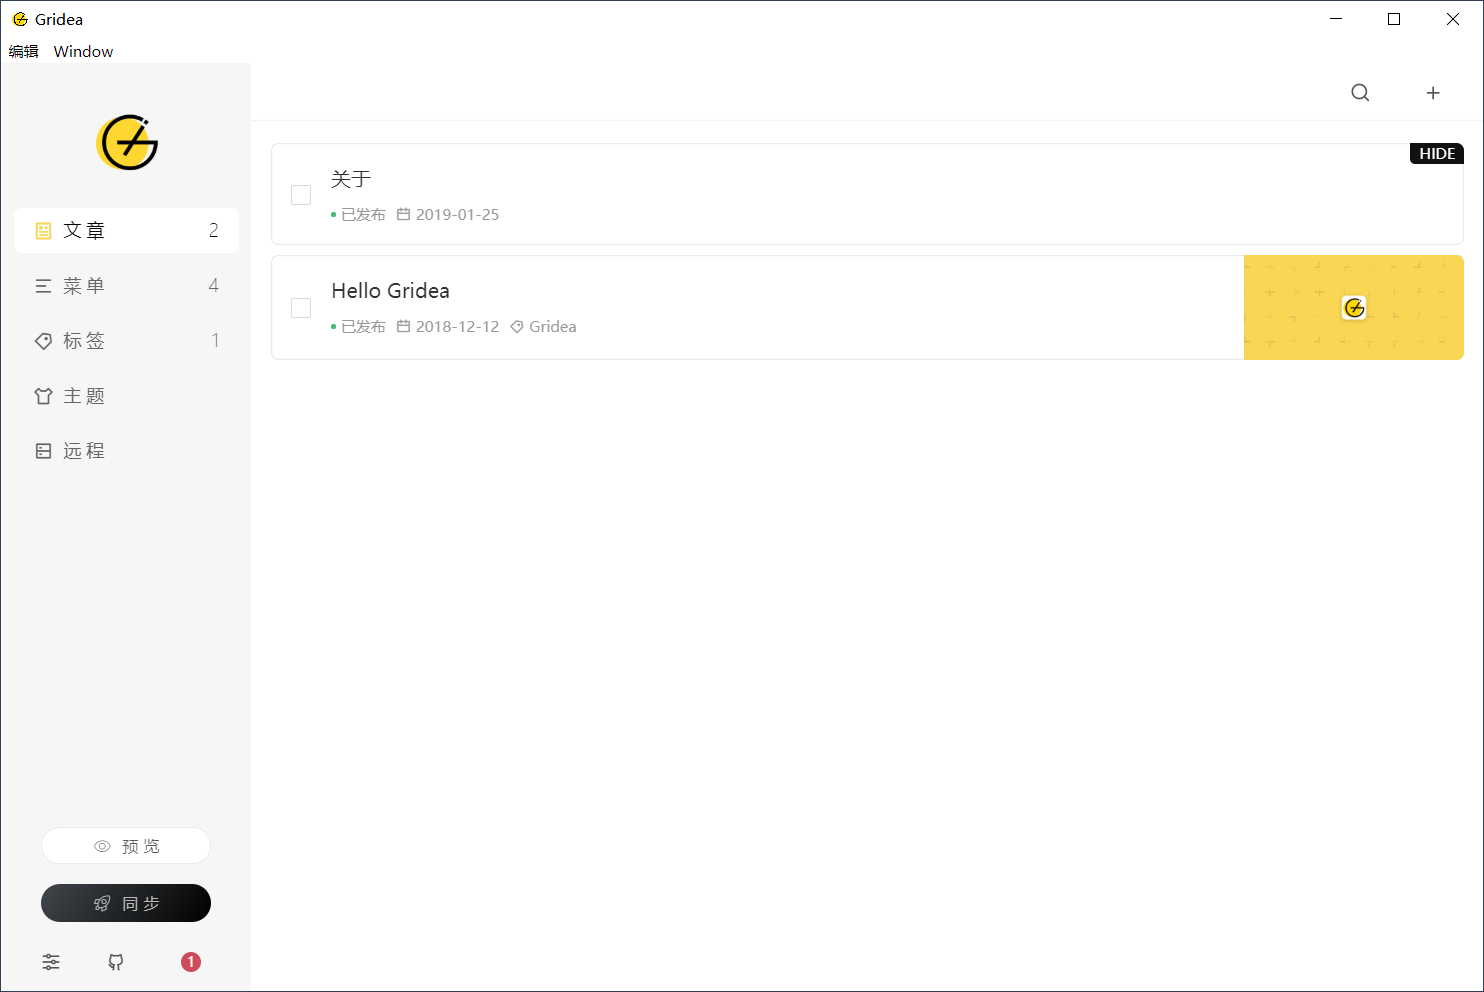 Gridea
编辑 Window
文章 2
菜单 4
标签 1
主题
远程
预览
同步
1
HIDE
关于
已发布 2019-01-25
Hello Gridea
已发布 2018-12-12 Gridea